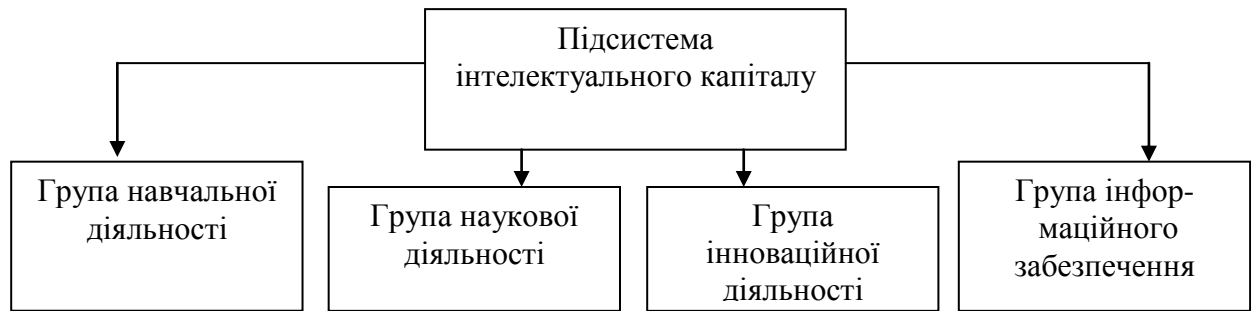 Підсистема
інтелектуального капіталу
Група навчальної
діяльності
Група наукової
діяльності
Група
інноваційної
діяльності
Група інфор-
маційного
забезпечення